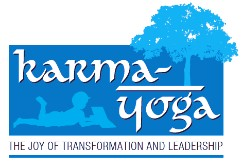 karma-
yoga
THE JOY OF TRANSFORMATION AND LEADERSHIP